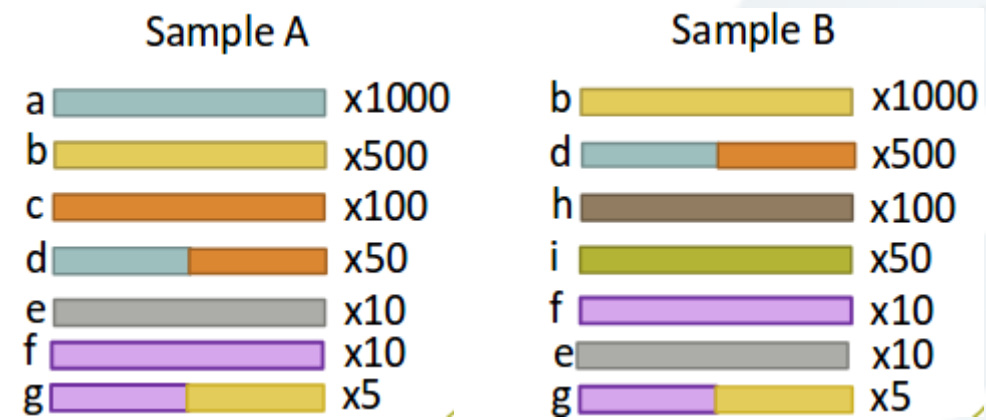 Sample A
a x1000
b x500
c x100
d x50
e x10
f x10
g x5
Sample B
b x1000
d x500
h x100
i x50
f x10
e x10
g x5